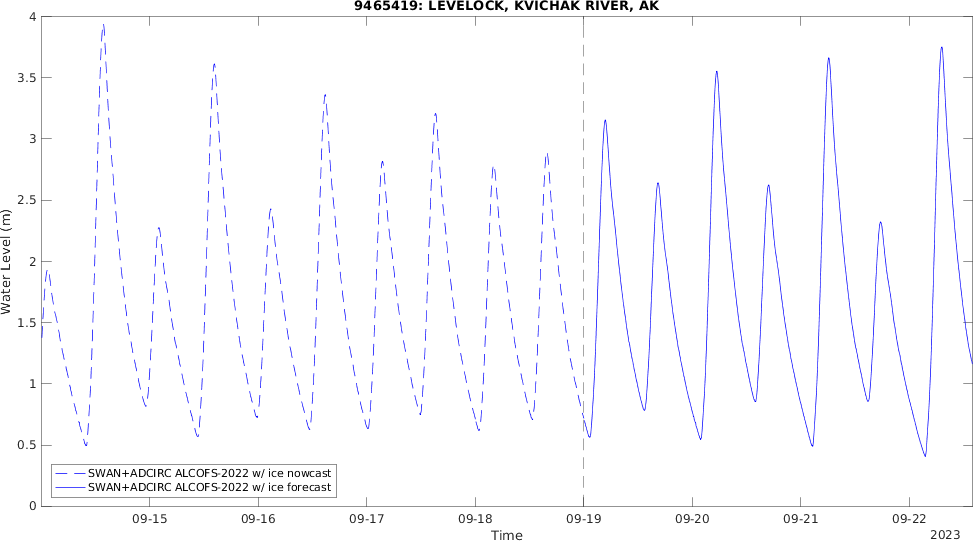 9465419: LEVELOCK, KVICHAK RIVER, AK
4
3.5
3
2.5
2
1.5
1
0.5
0
Water Level (m)
SWAN+ADCIRC ALCOFS-2022 w/ ice nowcast
SWAN+ADCIRC ALCOFS-2022 w/ ice forecast
09-15 09-16 09-17 09-18 09-19 09-20 09-21 09-22
Time
2023